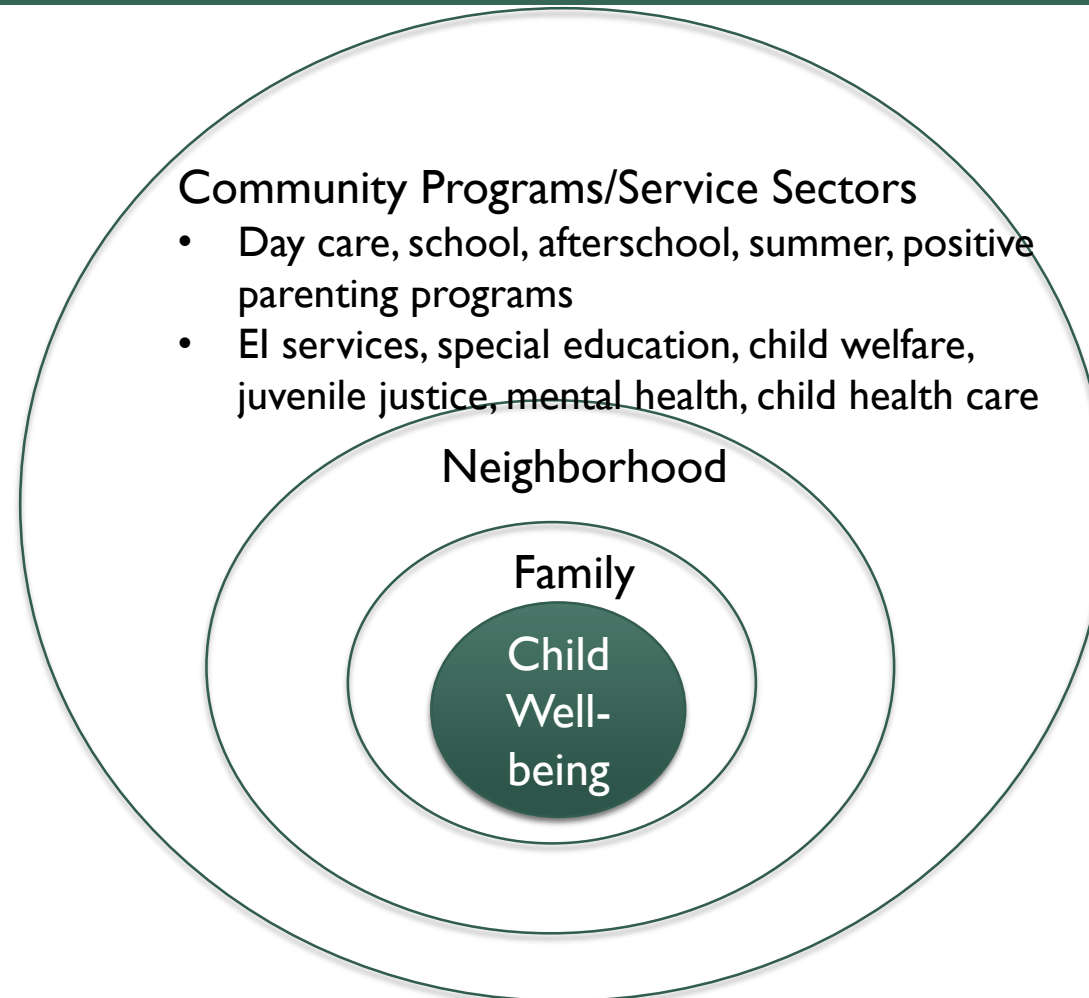 Community Programs/Service Sectors
• Day care, school, afterschool, summer, positive
parenting programs
• EI services, special education, child welfare,
juvenile justice, mental health, child health care
Neighborhood
Family
Child
Well-
being